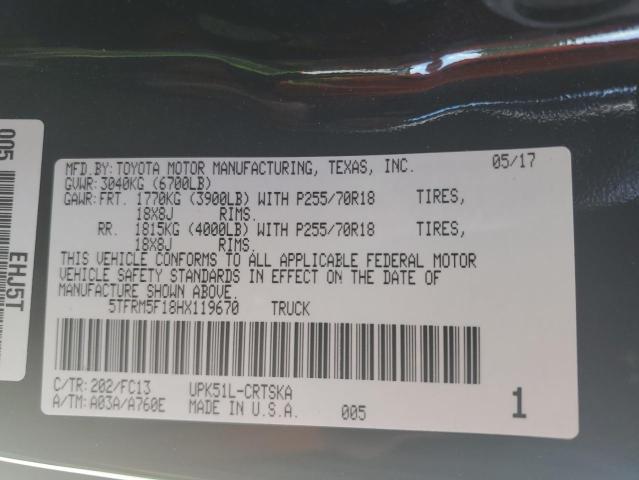 MFD.BY: TOYOTA MOTOR MANUFACTURING, TEXAS, INC. 05/17
GVWR: 3040KG (6700LB)
GAWR: FRT. 1770KG (3900LB) WITH P255/70R18 TIRES,
18X8J RIMS.
RR. 1815KG (4000LB) WITH P255/70R18 TIRES,
18X8J RIMS.
THIS VEHICLE CONFORMS TO ALL APPLICABLE FEDERAL MOTOR
VEHICLE SAFETY STANDARDS IN EFFECT ON THE DATE OF
MANUFACTURE SHOWN ABOVE.
5TFRM5F18HX119670 TRUCK
C/TR: 202/FC13 UPK51L-CRTSKA
A/TM: A03A/A760E MADE IN U.S.A. 005 1
005
EHJ5T